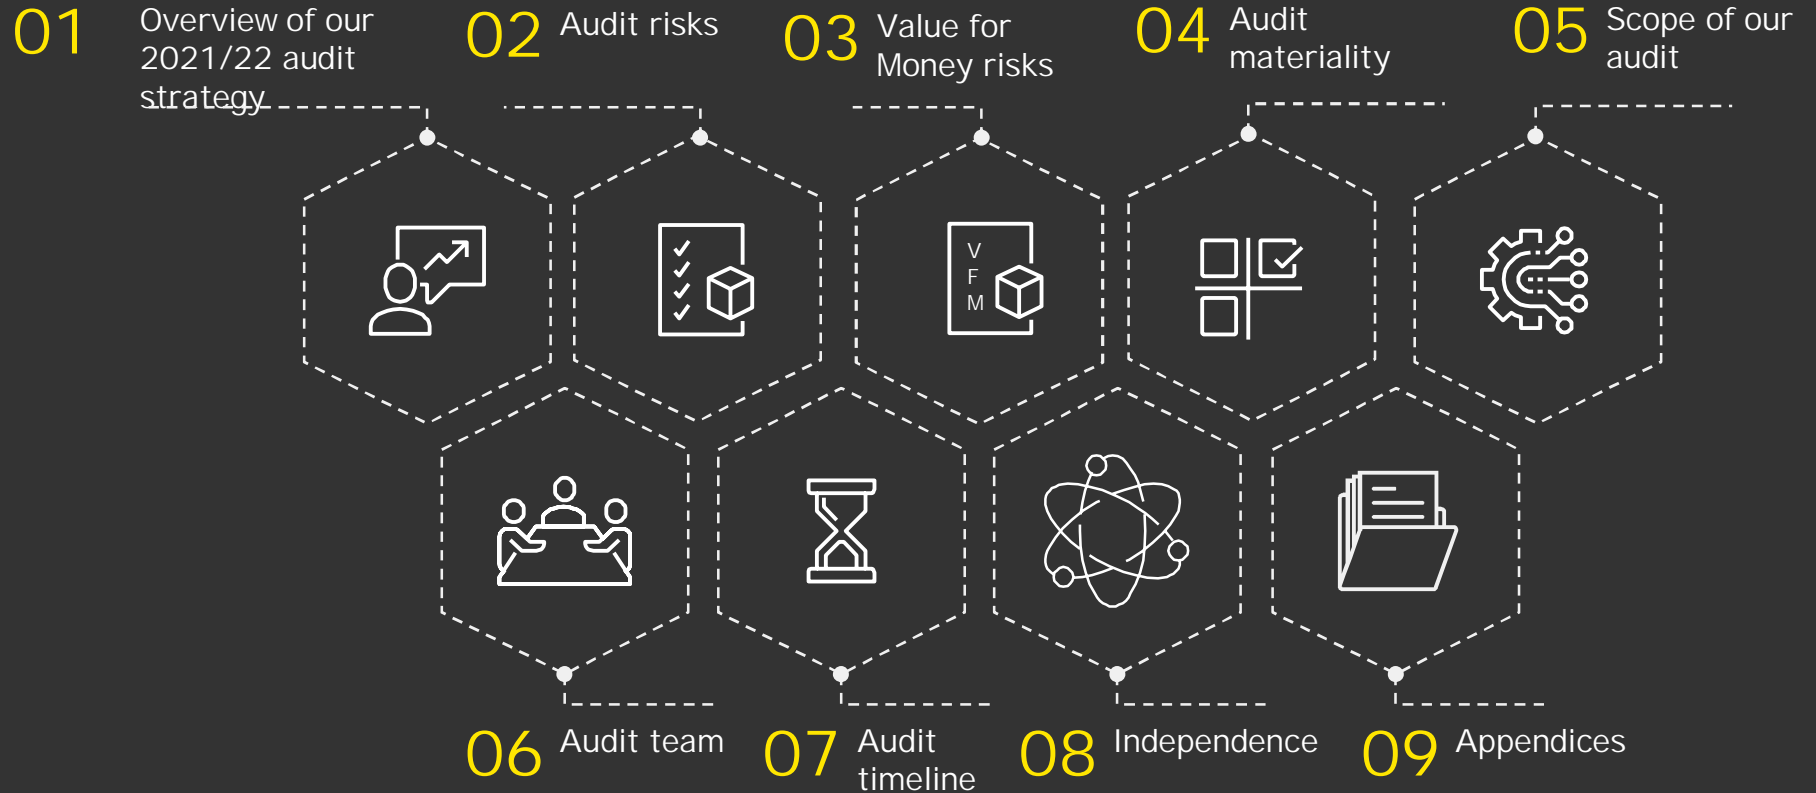 01
Overview of our
2021/22 audit
strategy
02
Audit risks
03
Value for
Money risks
04
Audit
materiality
05
Scope of our
audit
V
F
M
06
Audit team
07
Audit
timeline
08
Independence
09
Appendices